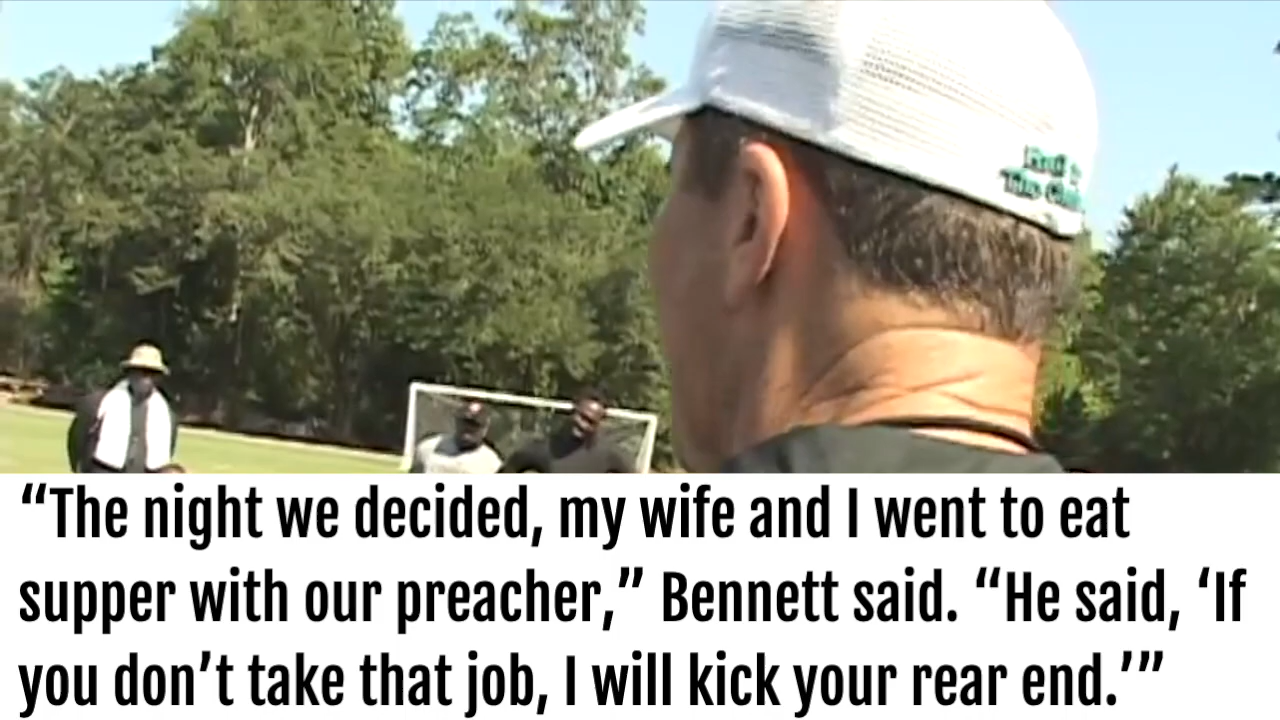 “The night we decided, my wife and I went to eat
supper with our preacher,” Bennett said. “He said, ‘If
you don’t take that job, I will kick your rear end.’”